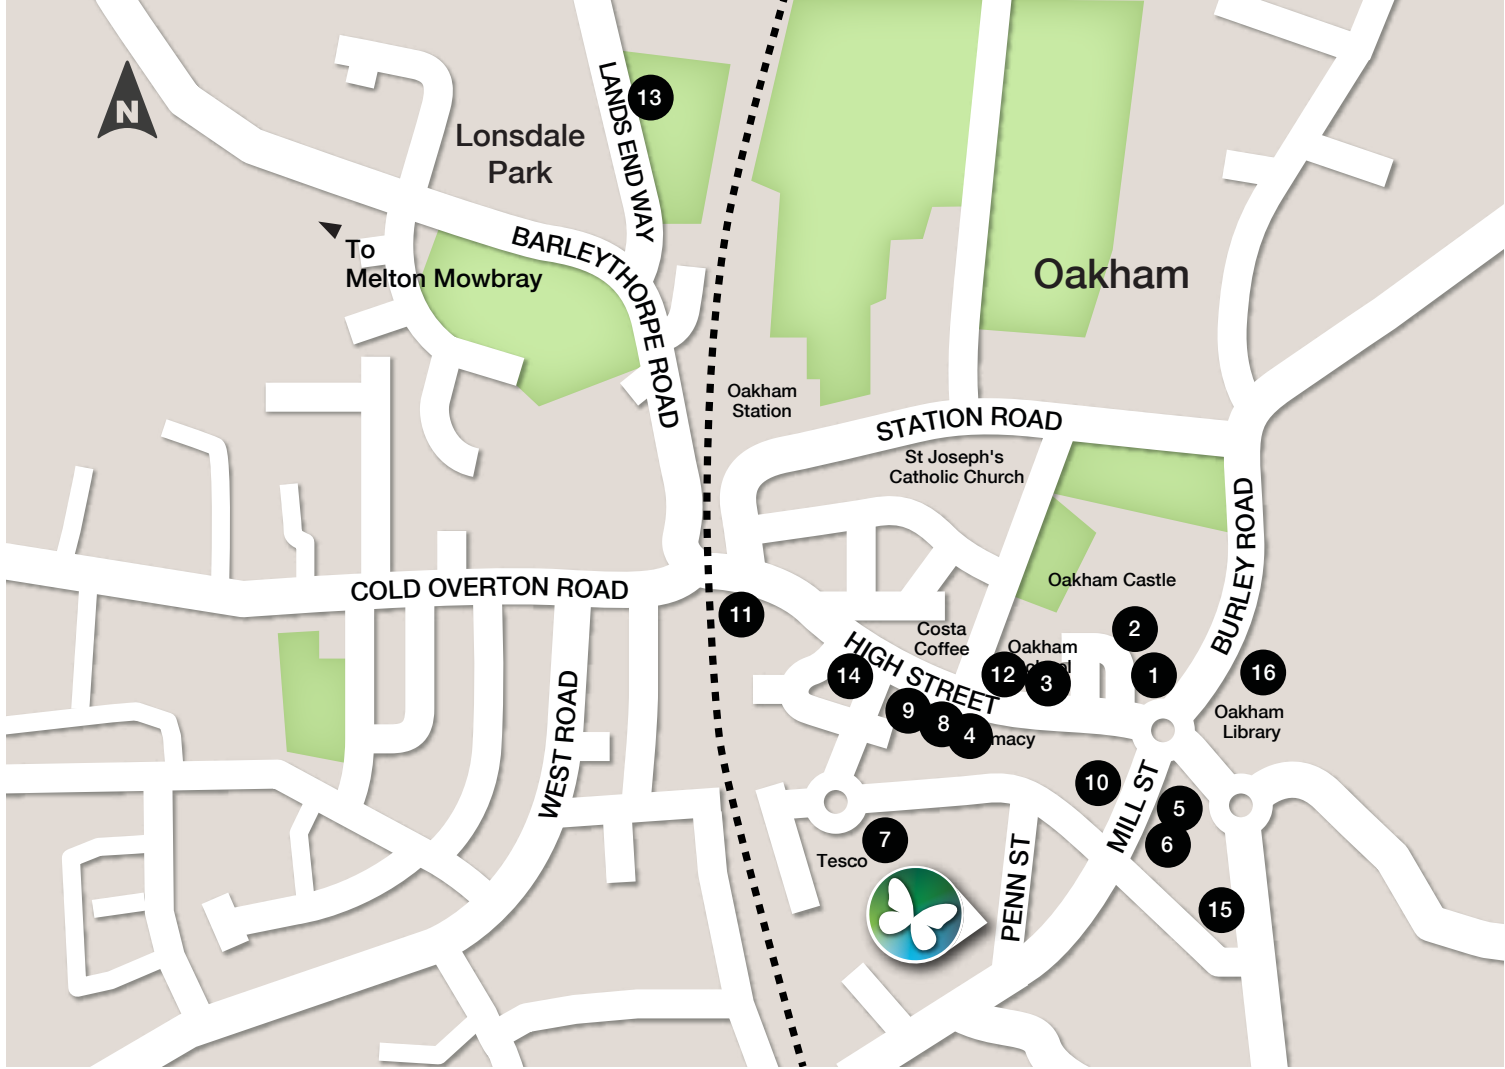 N
LANDS END WAY
13
Lonsdale
Park
BARLEYTHORPE ROAD
To
Melton Mowbray
Oakham
Oakham
Station
STATION ROAD
St Joseph's
Catholic Church
BURLEY ROAD
Oakham Castle
COLD OVERTON ROAD
11
2
Costa
Coffee
HIGH STREET
Oakham
14
12
3
1
16
WEST ROAD
9
8
4
macy
Oakham
Library
10
MILL ST
5
6
7
Tesco
PENN ST
15